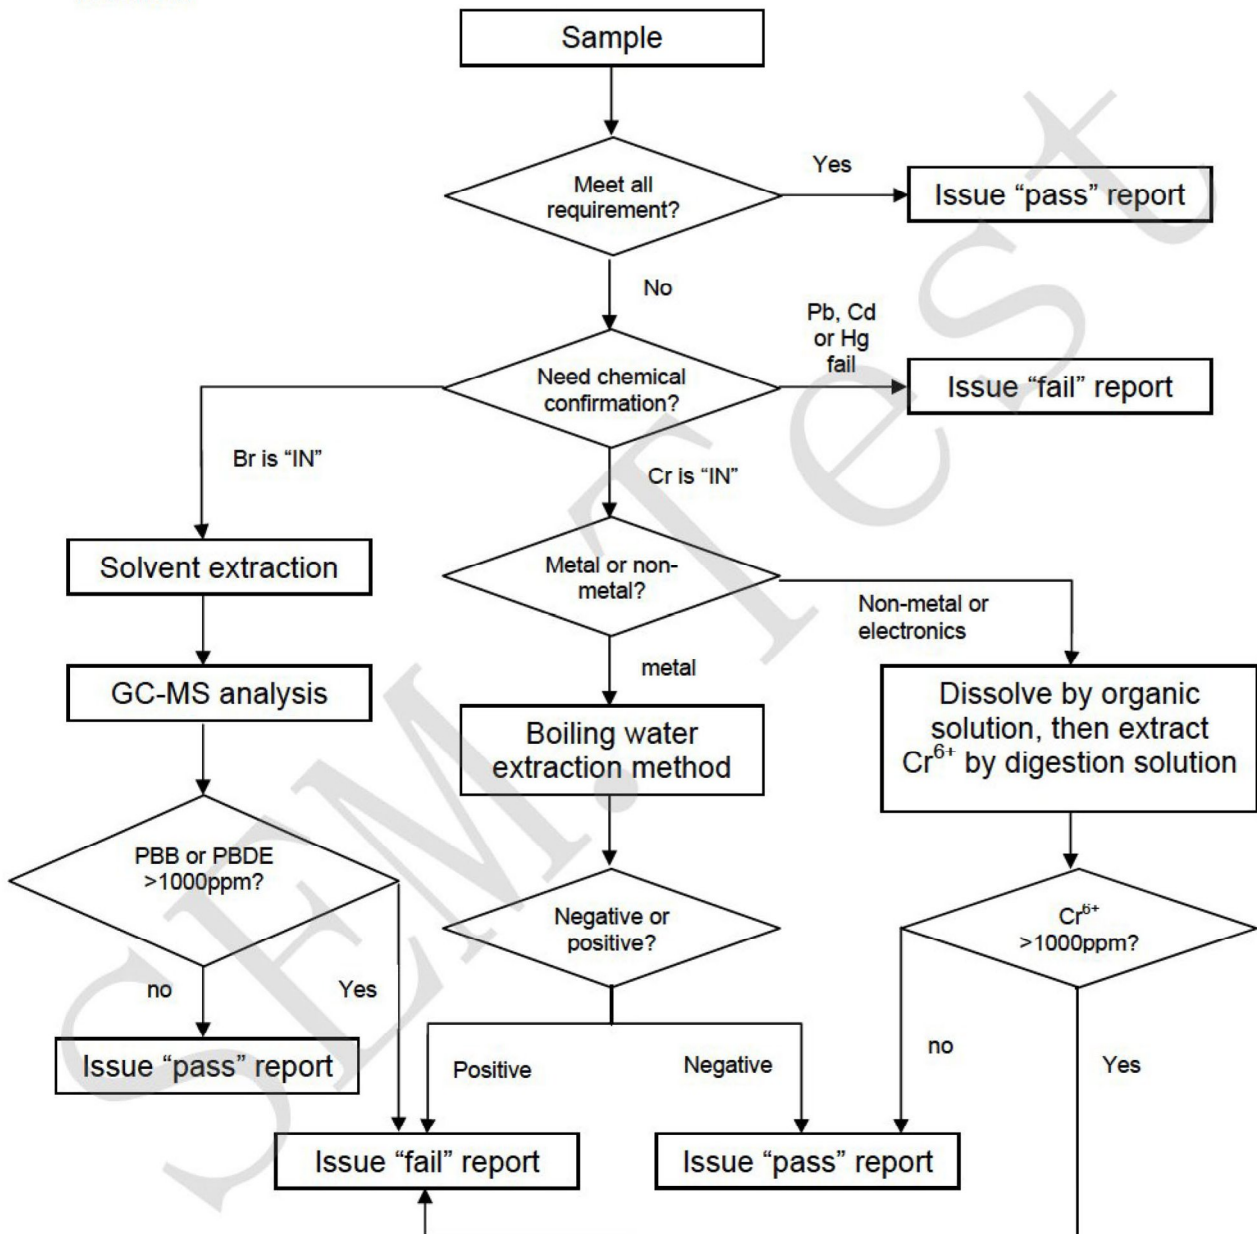 Sample
Meet all
requirement?
Yes
Issue “pass” report
No
Pb, Cd
or Hg
fail
Need chemical
confirmation?
Issue “fail” report
Br is “IN”
Cr is “IN”
Solvent extraction
Metal or non-
metal?
Non-metal or
electronics
metal
GC-MS analysis
Boiling water
extraction method
Dissolve by organic
solution, then extract
Cr⁶⁺ by digestion solution
PBB or PBDE
>1000ppm?
Negative or
positive?
Cr⁶⁺
>1000ppm?
no
Yes
Issue “pass” report
Positive
Negative
no
Yes
Issue “fail” report
Issue “pass” report
SEM.Test